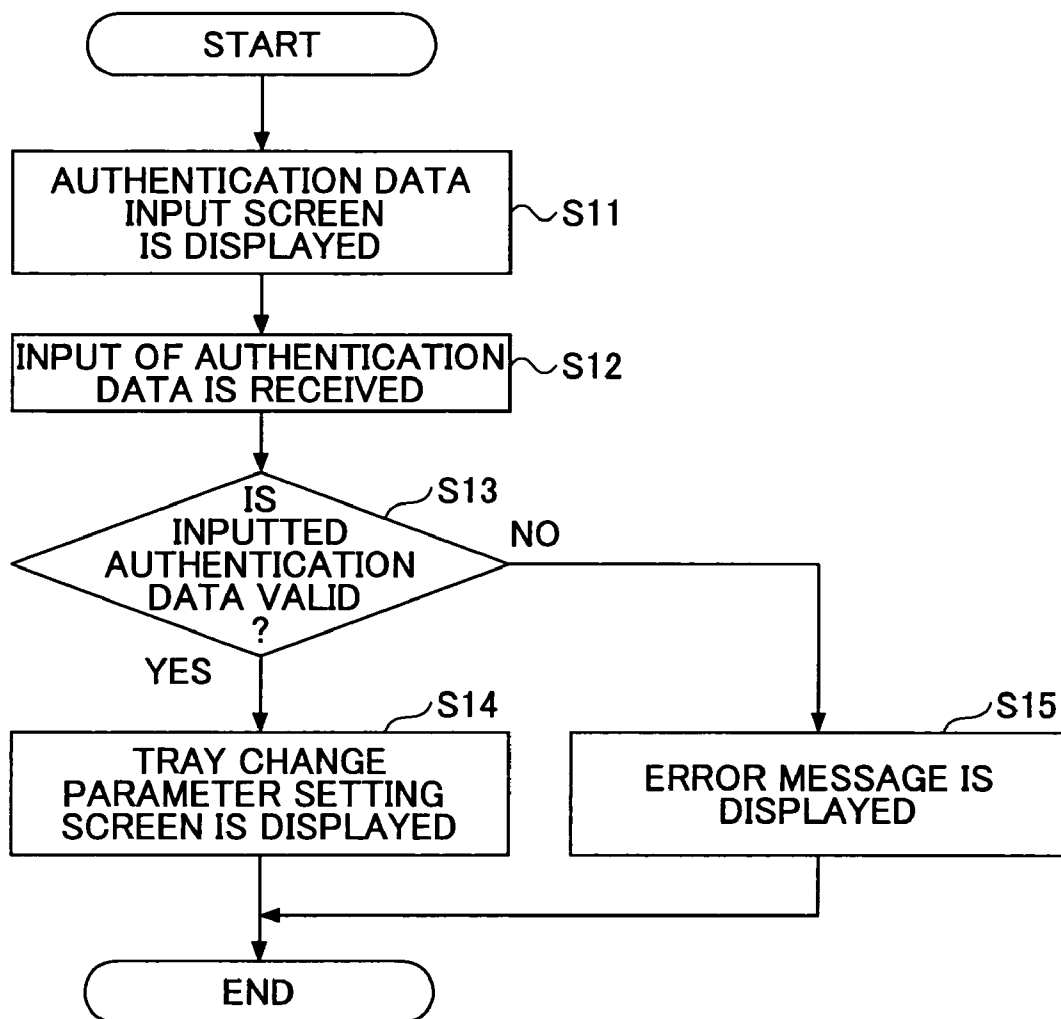 START
AUTHENTICATION DATA
INPUT SCREEN
IS DISPLAYED
S11
INPUT OF AUTHENTICATION
DATA IS RECEIVED
S12
IS
INPUTTED
AUTHENTICATION
DATA VALID
?
S13
NO
YES
S14
TRAY CHANGE
PARAMETER SETTING
SCREEN IS DISPLAYED
S15
ERROR MESSAGE IS
DISPLAYED
END